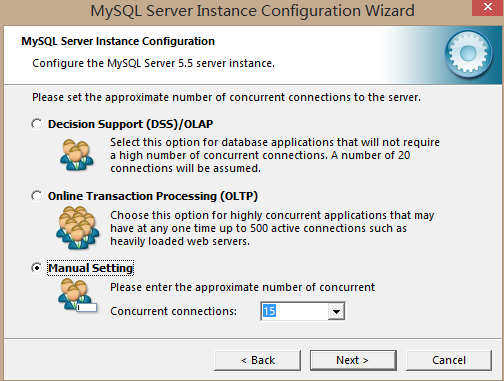 MySQL Server Instance Configuration Wizard
MySQL Server Instance Configuration
Configure the MySQL Server 5.5 server instance.
Please set the approximate number of concurrent connections to the server.
Decision Support (DSS)/OLAP
Select this option for database applications that will not require
a high number of concurrent connections. A number of 20
connections will be assumed.
Online Transaction Processing (OLTP)
Choose this option for highly concurrent applications that may
have at any one time up to 500 active connections such as
heavily loaded web servers.
Manual Setting
Please enter the approximate number of concurrent
Concurrent connections: 15
< Back Next > Cancel